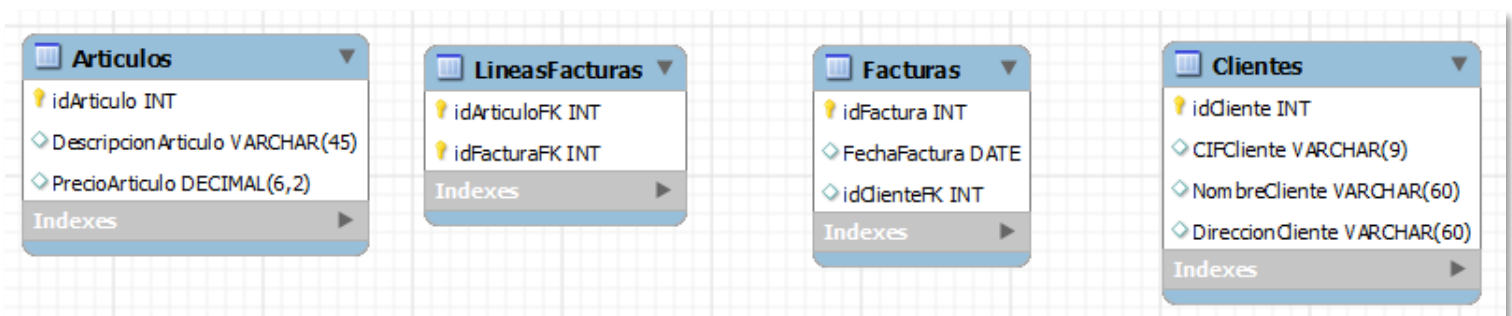 Articulos
idArticulo INT
DescripcionArticulo VARCHAR(45)
PrecioArticulo DECIMAL(6,2)
Indexes
LineasFacturas
idArticuloFK INT
idFacturaFK INT
Indexes
Facturas
idFactura INT
FechaFactura DATE
idClienteFK INT
Indexes
Clientes
idCliente INT
CIFCliente VARCHAR(9)
NombreCliente VARCHAR(60)
DireccionCliente VARCHAR(60)
Indexes